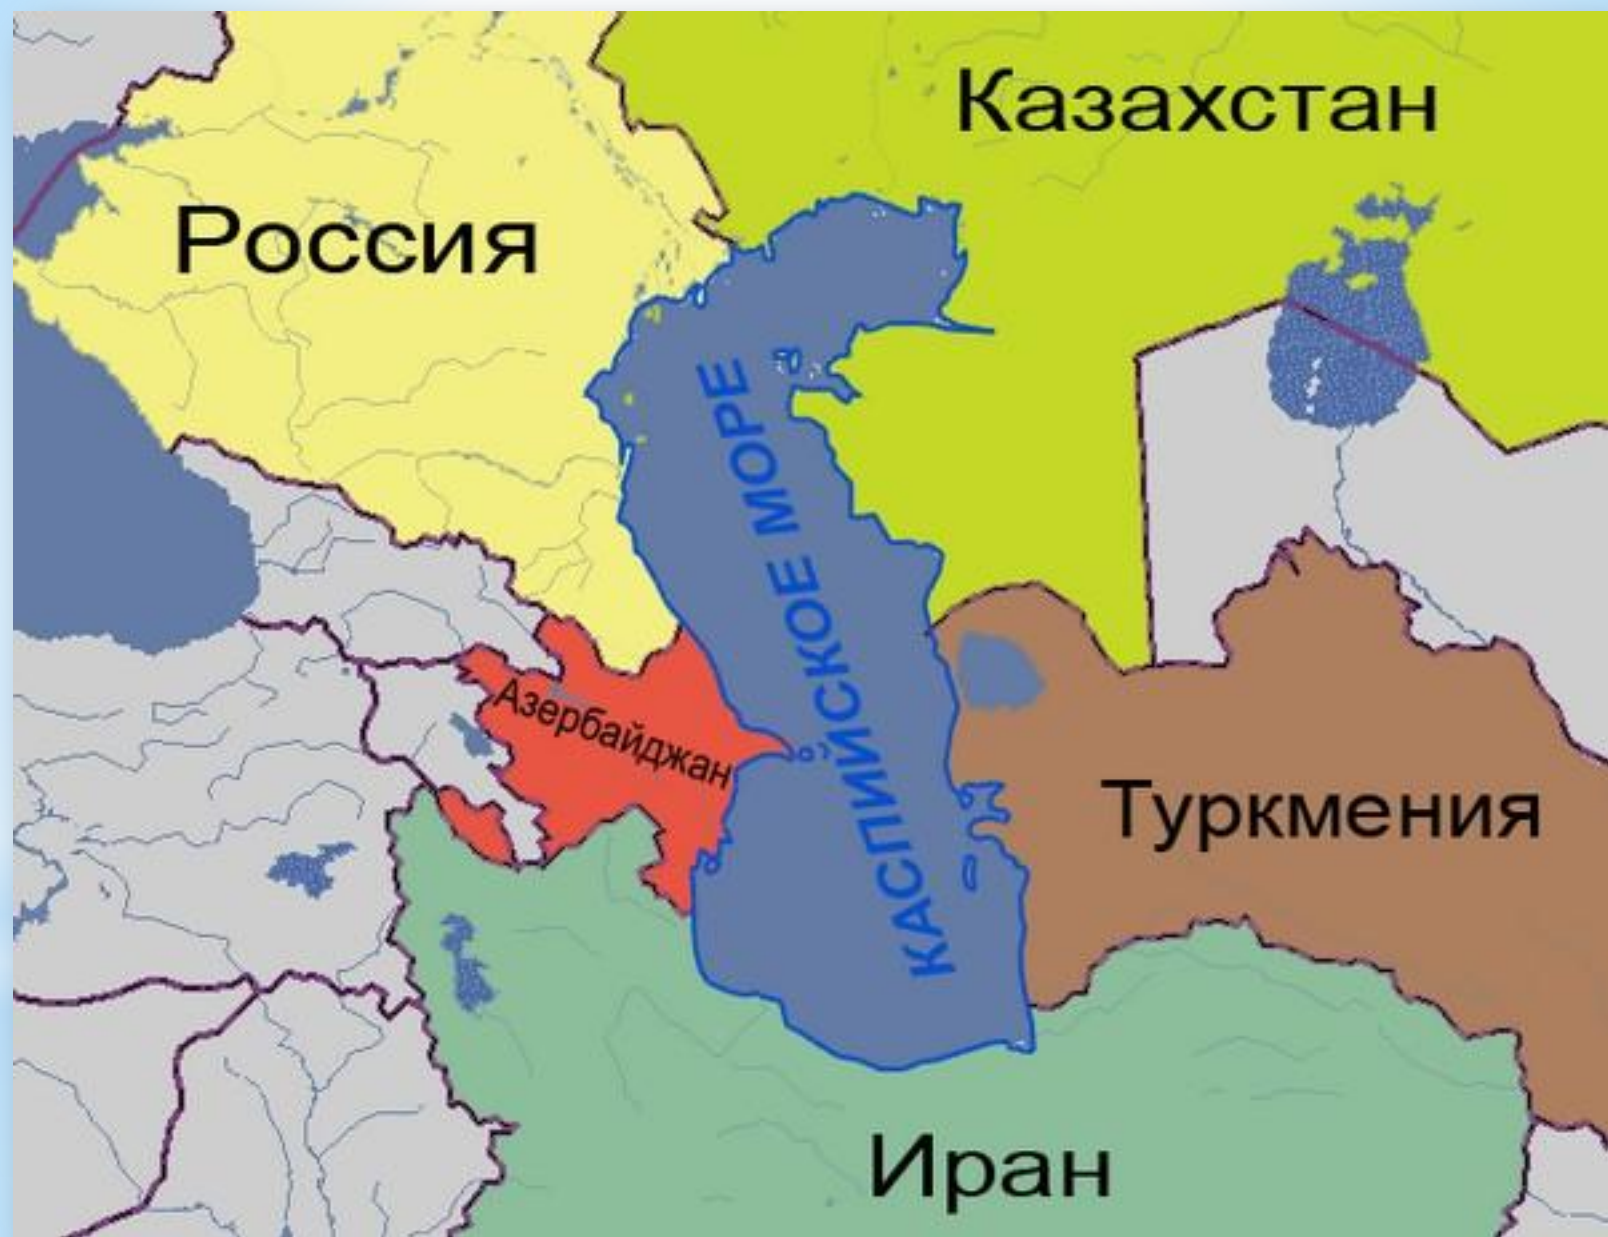 Казахстан
Россия
КАСПИЙСКОЕ МОРЕ
Азербайджан
Туркмения
Иран